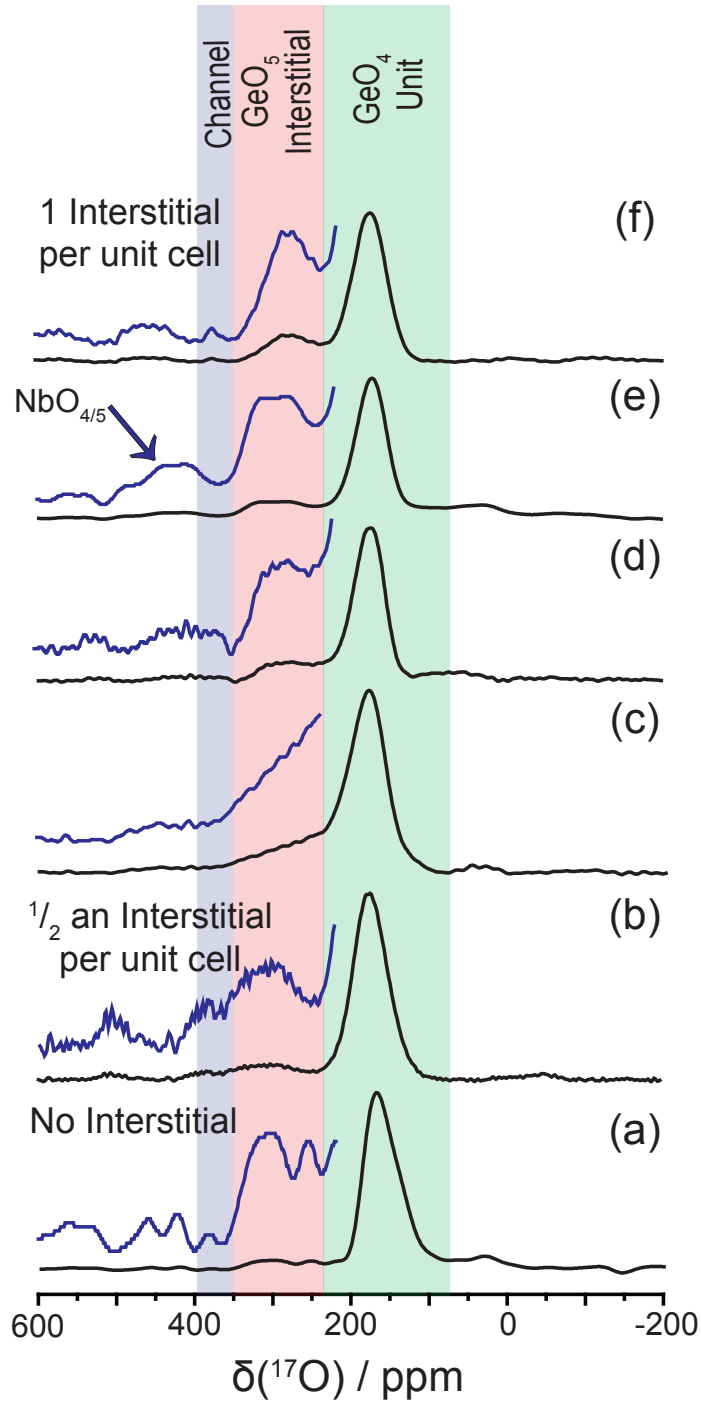 Channel
GeO₅
Interstitial
GeO₄
Unit
1 Interstitial
per unit cell
(f)
NbO₄/₅
(e)
(d)
(c)
¹/₂ an Interstitial
per unit cell
(b)
No Interstitial
(a)
600 400 200 0 -200
δ(¹⁷O) / ppm